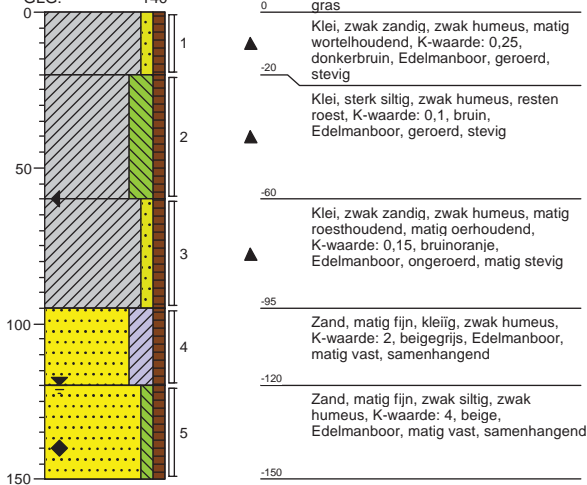 140
0
0
gras
1
Klei, zwak zandig, zwak humeus, matig
wortelhoudend, K-waarde: 0,25,
donkerbruin, Edelmanboor, geroerd,
stevig
-20
2
Klei, sterk siltig, zwak humeus, resten
roest, K-waarde: 0,1, bruin,
Edelmanboor, geroerd, stevig
50
-60
3
Klei, zwak zandig, zwak humeus, matig
roesthoudend, matig oerhoudend,
K-waarde: 0,15, bruinoranje,
Edelmanboor, ongeroerd, matig stevig
-95
100
4
Zand, matig fijn, kleiïg, zwak humeus,
K-waarde: 2, beigegrijs, Edelmanboor,
matig vast, samenhangend
-120
5
Zand, matig fijn, zwak siltig, zwak
humeus, K-waarde: 4, beige,
Edelmanboor, matig vast, samenhangend
150
-150